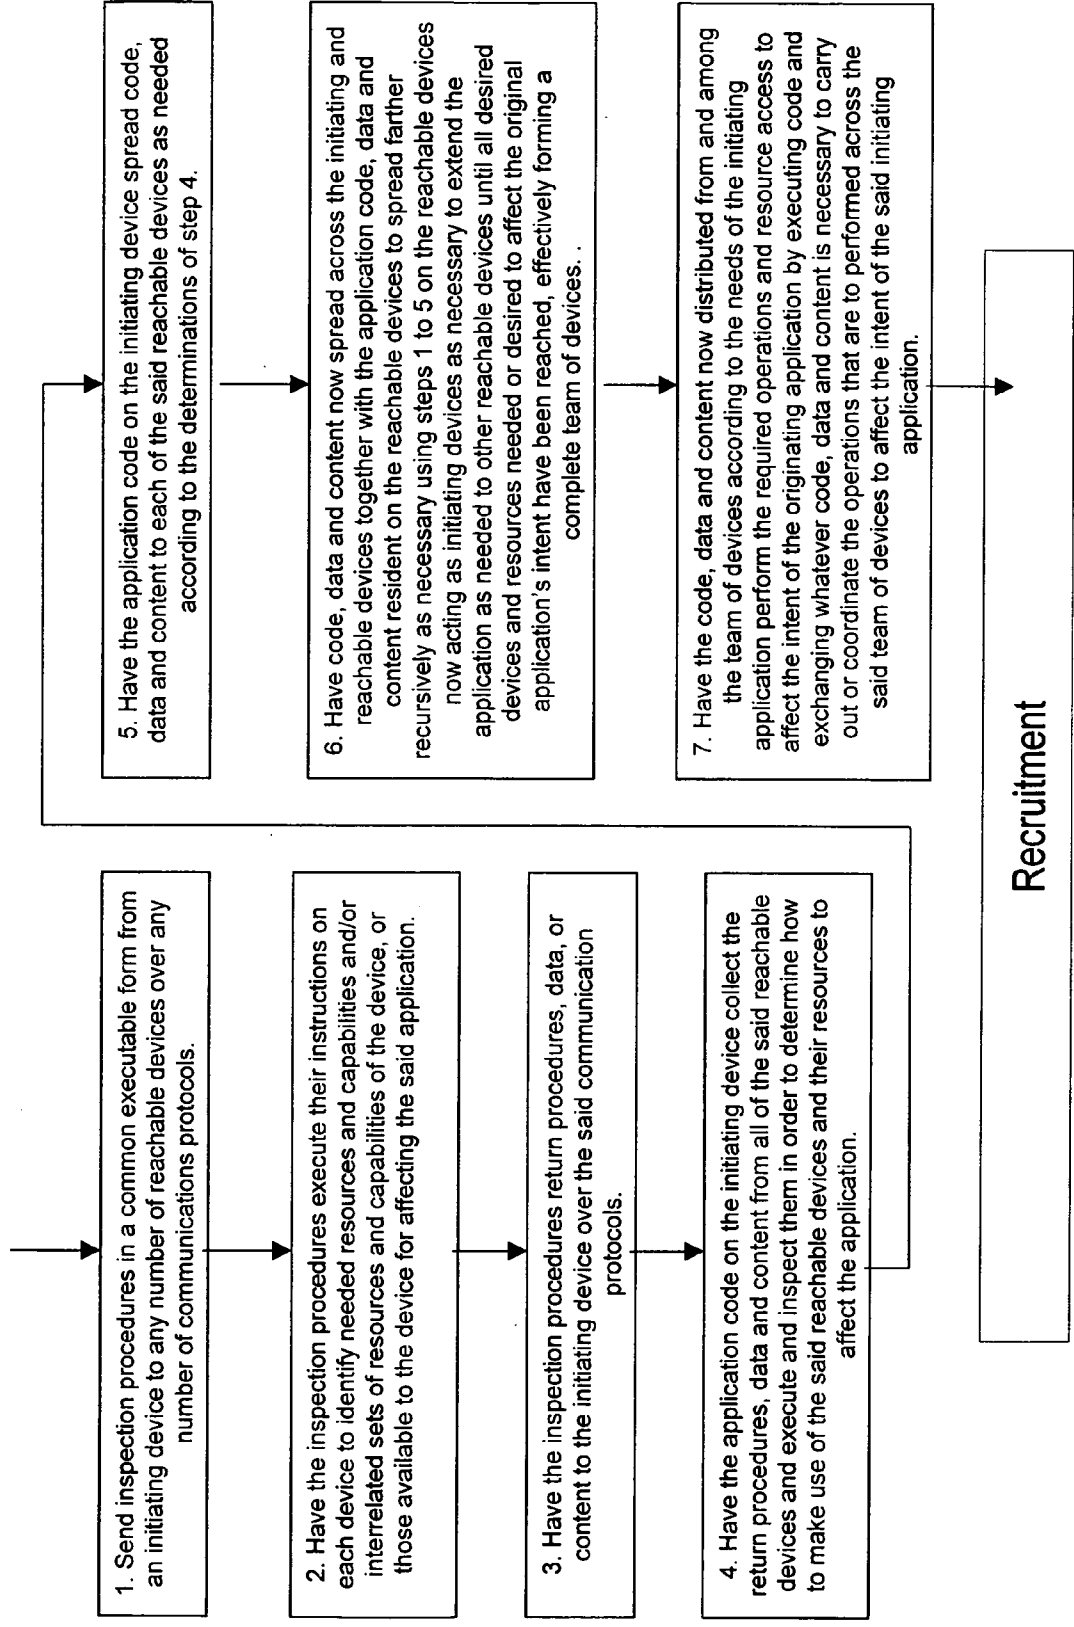 1. Send inspection procedures in a common executable form from
an initiating device to any number of reachable devices over any
number of communications protocols.
2. Have the inspection procedures execute their instructions on
each device to identify needed resources and capabilities and/or
interrelated sets of resources and capabilities of the device, or
those available to the device for affecting the said application.
3. Have the inspection procedures return procedures, data, or
content to the initiating device over the said communication
protocols.
4. Have the application code on the initiating device collect the
return procedures, data and content from all of the said reachable
devices and execute and inspect them in order to determine how
to make use of the said reachable devices and their resources to
affect the application.
5. Have the application code on the initiating device spread code,
data and content to each of the said reachable devices as needed
according to the determinations of step 4.
6. Have code, data and content now spread across the initiating and
reachable devices together with the application code, data and
content resident on the reachable devices to spread farther
recursively as necessary using steps 1 to 5 on the reachable devices
now acting as initiating devices as necessary to extend the
application as needed to other reachable devices until all desired
devices and resources needed or desired to affect the original
application's intent have been reached, effectively forming a
complete team of devices. .
7. Have the code, data and content now distributed from and among
the team of devices according to the needs of the initiating
application perform the required operations and resource access to
affect the intent of the originating application by executing code and
exchanging whatever code, data and content is necessary to carry
out or coordinate the operations that are to performed across the
said team of devices to affect the intent of the said initiating
application.
Recruitment